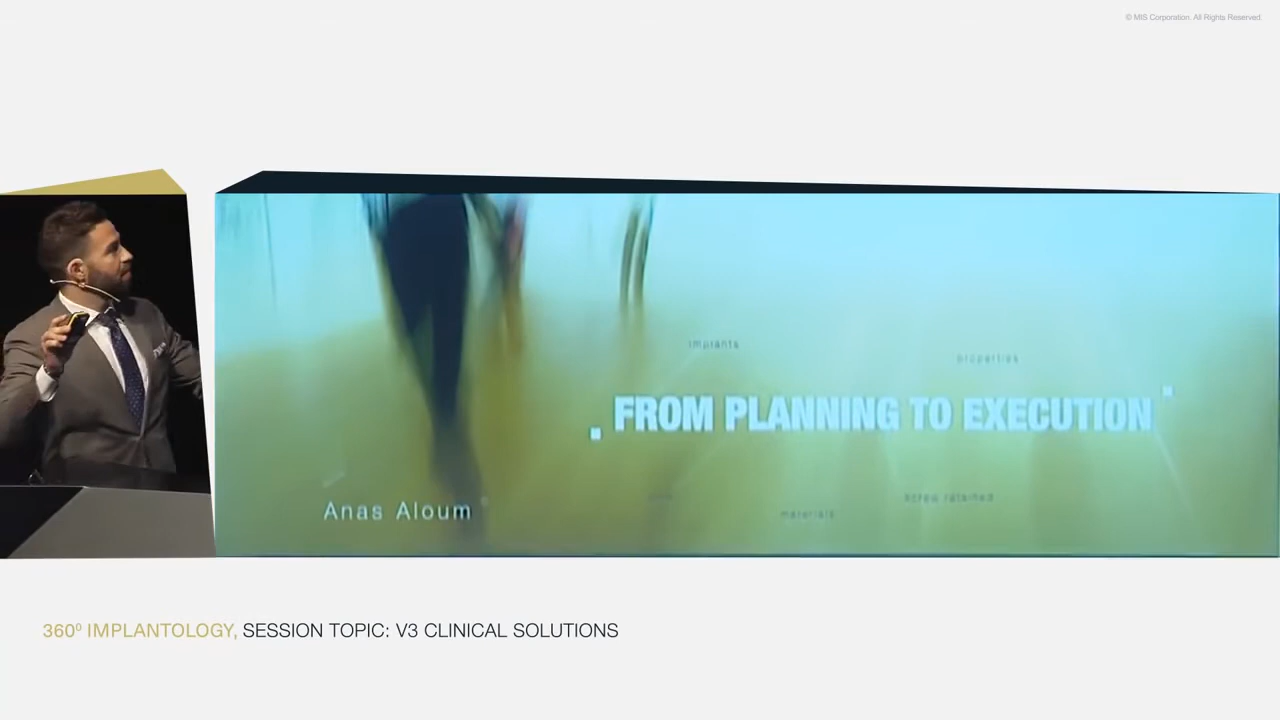 © MIS Corporation. All Rights Reserved
implants
properties
FROM PLANNING TO EXECUTION
screw retained
materials
Anas Aloum
360º IMPLANTOLOGY, SESSION TOPIC: V3 CLINICAL SOLUTIONS